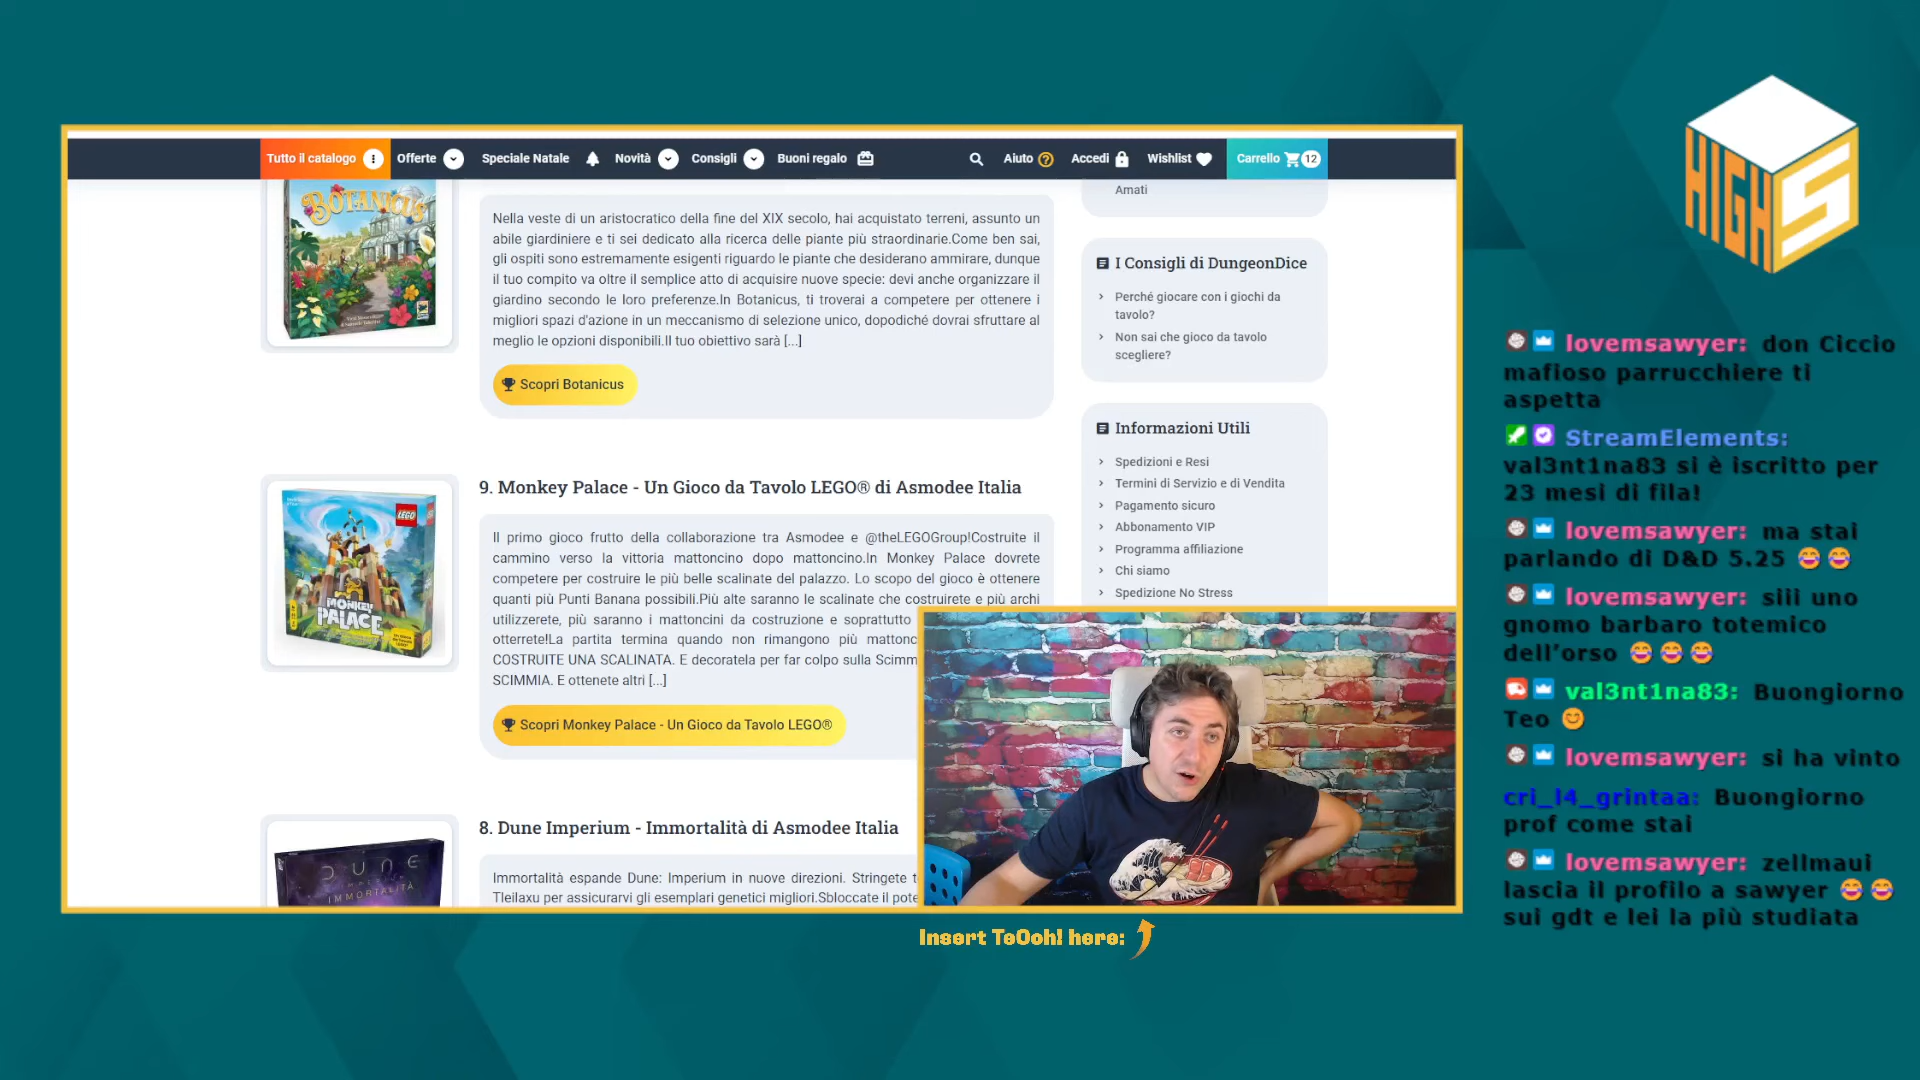 Tutto il catalogo
Offerte
Speciale Natale
Novità
Consigli
Buoni regalo
Aiuto
Accedi
Wishlist
Carrello 12
BOTANICUS
Nella veste di un aristocratico della fine del XIX secolo, hai acquistato terreni, assunto un
abile giardiniere e ti sei dedicato alla ricerca delle piante più straordinarie.Come ben sai,
gli ospiti sono estremamente esigenti riguardo le piante che desiderano ammirare, dunque
il tuo compito va oltre il semplice atto di acquisire nuove specie: devi anche organizzare il
giardino secondo le loro preferenze.In Botanicus, ti troverai a competere per ottenere i
migliori spazi d'azione in un meccanismo di selezione unico, dopodiché dovrai sfruttare al
meglio le opzioni disponibili.Il tuo obiettivo sarà [...]
Scopri Botanicus
LEGO
MONKEY
PALACE
9. Monkey Palace - Un Gioco da Tavolo LEGO® di Asmodee Italia
Il primo gioco frutto della collaborazione tra Asmodee e @theLEGOGroup!Costruite il
cammino verso la vittoria mattoncino dopo mattoncino.In Monkey Palace dovrete
competere per costruire le più belle scalinate del palazzo. Lo scopo del gioco è ottenere
quanti più Punti Banana possibili.Più alte saranno le scalinate che costruirete e più archi
utilizzerete, più saranno i mattoncini da costruzione e soprattutto
otterrete!La partita termina quando non rimangono più mattonc
COSTRUITE UNA SCALINATA. E decoratela per far colpo sulla Scimm
SCIMMIA. E ottenete altri [...]
Scopri Monkey Palace - Un Gioco da Tavolo LEGO®
DUNE
IMMORTALITÀ
8. Dune Imperium - Immortalità di Asmodee Italia
Immortalità espande Dune: Imperium in nuove direzioni. Stringete
Tleilaxu per assicurarvi gli esemplari genetici migliori.Sbloccate il pote
Amati
I Consigli di DungeonDice
Perché giocare con i giochi da
tavolo?
Non sai che gioco da tavolo
scegliere?
Informazioni Utili
Spedizioni e Resi
Termini di Servizio e di Vendita
Pagamento sicuro
Abbonamento VIP
Programma affiliazione
Chi siamo
Spedizione No Stress
Insert TeOoh! here:
HIGH 5
lovemsawyer: don Ciccio
mafioso parrucchiere ti
aspetta
StreamElements:
val3nt1na83 si è iscritto per
23 mesi di fila!
lovemsawyer: ma stai
parlando di D&D 5.25 😂😂
lovemsawyer: siii uno
gnomo barbaro totemico
dell'orso 😂😂😂
val3nt1na83: Buongiorno
Teo 😊
lovemsawyer: si ha vinto
cri_l4_grintaa: Buongiorno
prof come stai
lovemsawyer: zellmaui
lascia il profilo a sawyer 😂😂
sui gdt e lei la più studiata